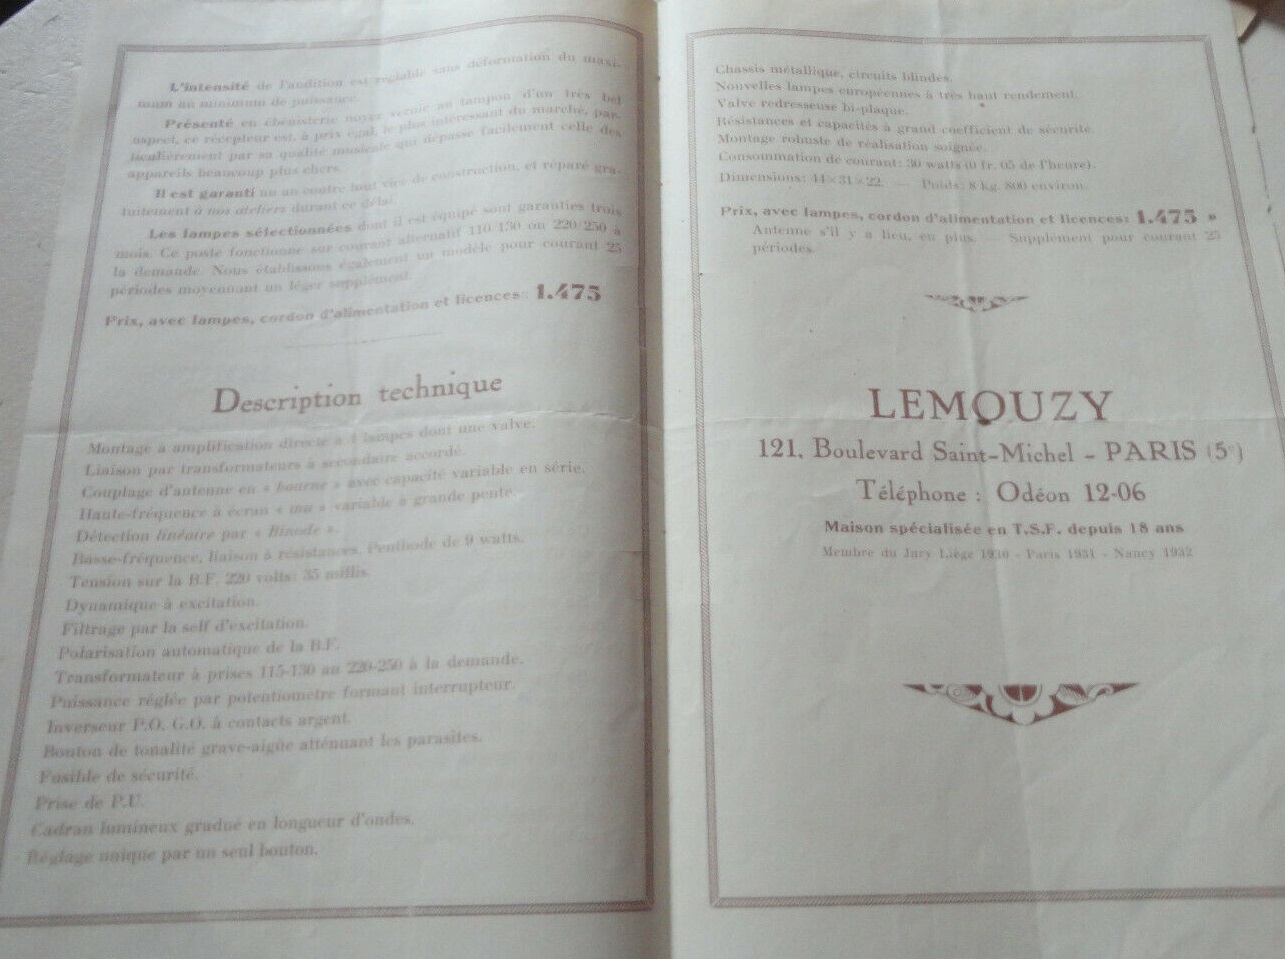 L'intensité de l'audition est réglable sans déformation du maxi-
mum au minimum de puissance.
Présenté en ébénisterie noyer vernie au tampon d'un très bel
aspect, ce récepteur est, à prix égal, le plus intéressant du marché, par-
ticulièrement par sa qualité musicale qui dépasse facilement celle des
appareils beaucoup plus chers.
Il est garanti un an contre tout vice de construction, et réparé gra-
tuitement à nos ateliers durant ce délai.
Les lampes sélectionnées dont il est équipé sont garanties trois
mois. Ce poste fonctionne sur courant alternatif 110/130 ou 220/250 à
la demande. Nous établissons également un modèle pour courant 25
périodes moyennant un léger supplément.
Prix, avec lampes, cordon d'alimentation et licences : 1.475
Description technique
Montage à amplification directe à 4 lampes dont une valve.
Liaison par transformateurs à secondaire accordé.
Couplage d'antenne en « bourne » avec capacité variable en série.
Haute-fréquence à écran « mu » variable à grande pente.
Détection linéaire par « Binode ».
Basse-fréquence, liaison à résistances. Penthode de 9 watts.
Tension sur la B.F. 220 volts: 35 millis.
Dynamique à excitation.
Filtrage par la self d'excitation.
Polarisation automatique de la B.F.
Transformateur à prises 115-130 au 220-250 à la demande.
Puissance réglée par potentiomètre formant interrupteur.
Inverseur P.O. G.O. à contacts argent.
Bouton de tonalité grave-aigüe atténuant les parasites.
Fusible de sécurité.
Prise de P.U.
Cadran lumineux gradué en longueur d'ondes.
Réglage unique par un seul bouton.
Chassis métallique, circuits blindés.
Nouvelles lampes européennes à très haut rendement.
Valve redresseuse bi-plaque.
Résistances et capacités à grand coefficient de sécurité.
Montage robuste de réalisation soignée.
Consommation de courant: 30 watts (0 fr. 05 de l'heure).
Dimensions: 44×31×22. — Poids: 8 kg. 800 environ.
Prix, avec lampes, cordon d'alimentation et licences: 1.475 »
Antenne s'il y a lieu, en plus. — Supplément pour courant 25
périodes.
LEMOUZY
121, Boulevard Saint-Michel - PARIS (5e)
Téléphone : Odéon 12-06
Maison spécialisée en T.S.F. depuis 18 ans
Membre du Jury Liège 1930 - Paris 1931 - Nancy 1932